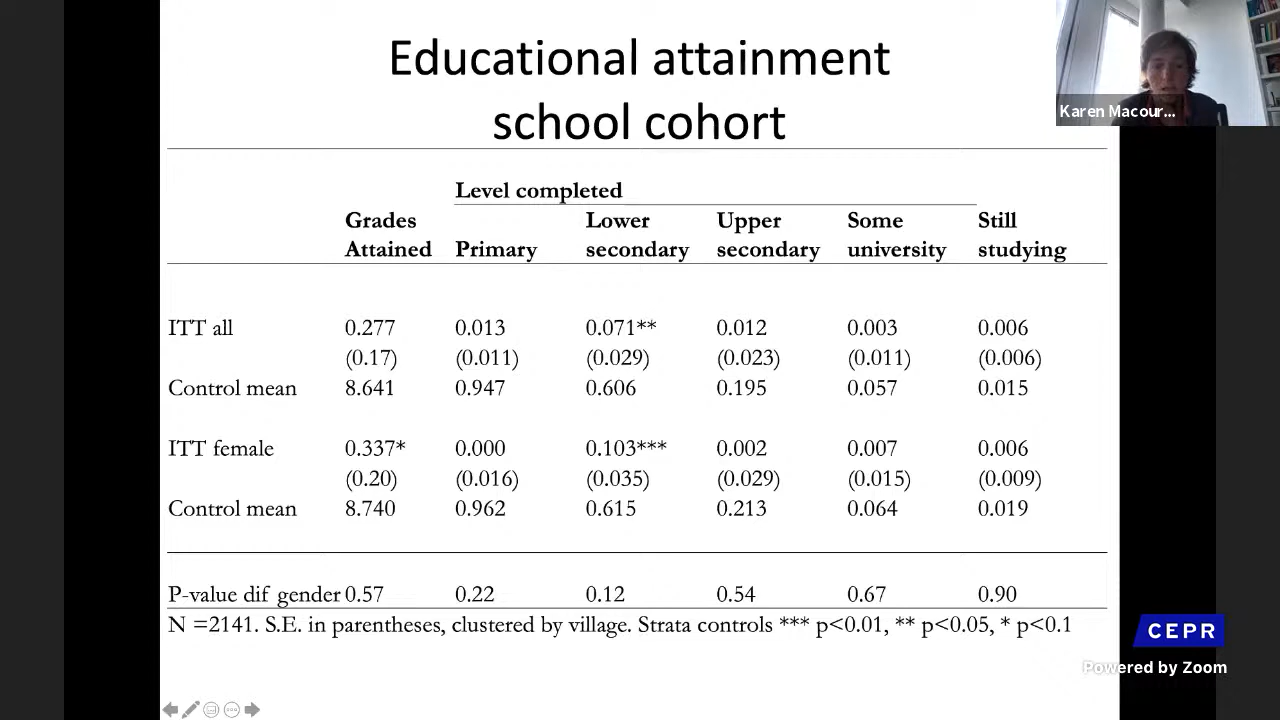 Educational attainment
school cohort
Karen Macour...
Level completed
Grades Attained Primary Lower secondary Upper secondary Some university Still studying
ITT all 0.277 0.013 0.071** 0.012 0.003 0.006
(0.17) (0.011) (0.029) (0.023) (0.011) (0.006)
Control mean 8.641 0.947 0.606 0.195 0.057 0.015
ITT female 0.337* 0.000 0.103*** 0.002 0.007 0.006
(0.20) (0.016) (0.035) (0.029) (0.015) (0.009)
Control mean 8.740 0.962 0.615 0.213 0.064 0.019
P-value dif gender 0.57 0.22 0.12 0.54 0.67 0.90
N =2141. S.E. in parentheses, clustered by village. Strata controls *** p<0.01, ** p<0.05, * p<0.1
CEPR
Powered by Zoom